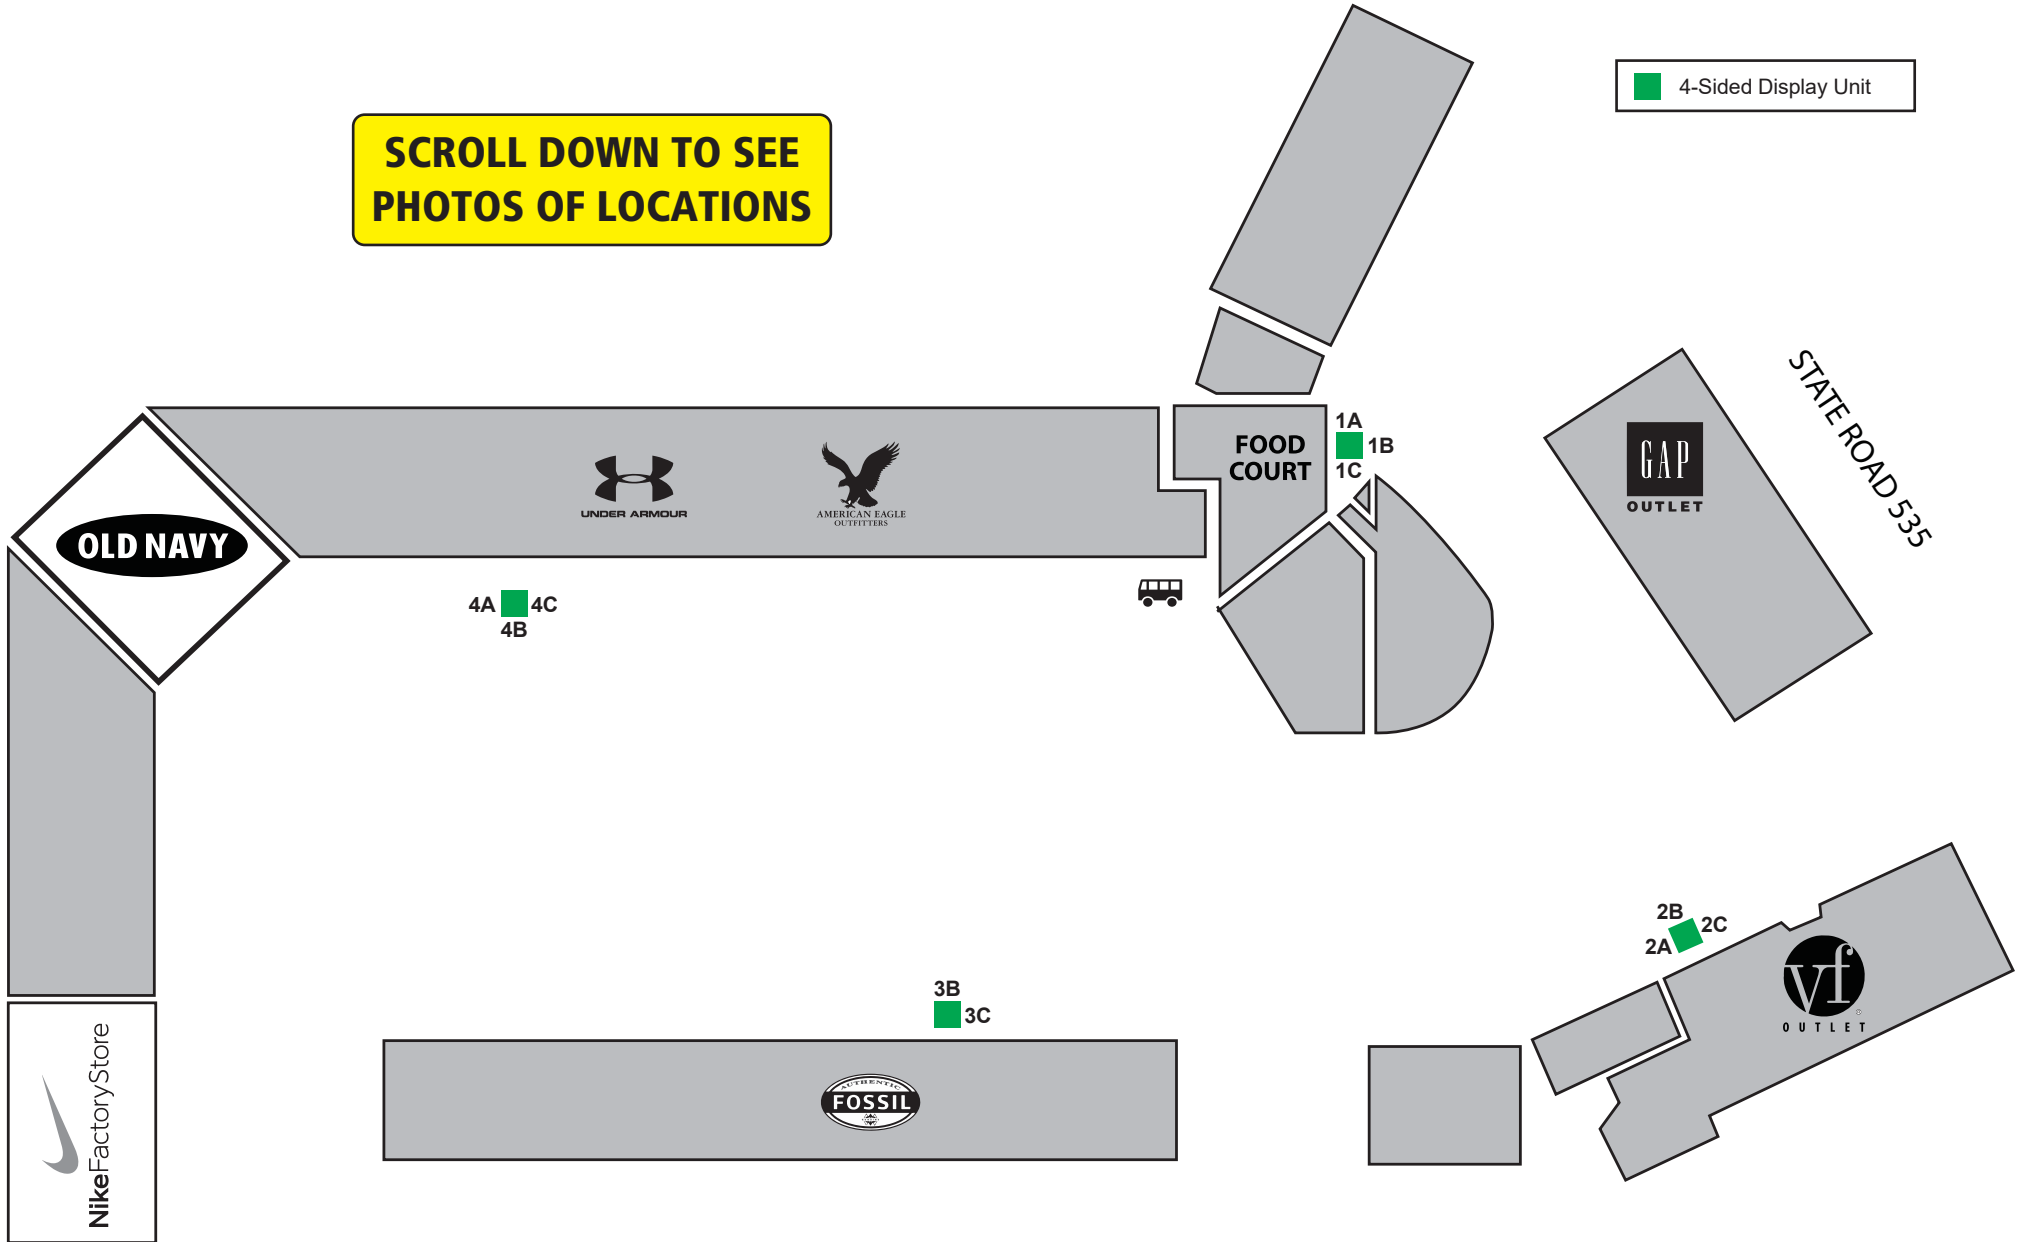 4-Sided Display Unit
SCROLL DOWN TO SEE
PHOTOS OF LOCATIONS
STATE ROAD 535
GAP
OUTLET
FOOD
COURT
1A
1B
1C
UNDER ARMOUR
AMERICAN EAGLE
OUTFITTERS
OLD NAVY
4A
4C
4B
2B
2C
2A
vf
OUTLET
3B
3C
AUTHENTIC
FOSSIL
NikeFactoryStore